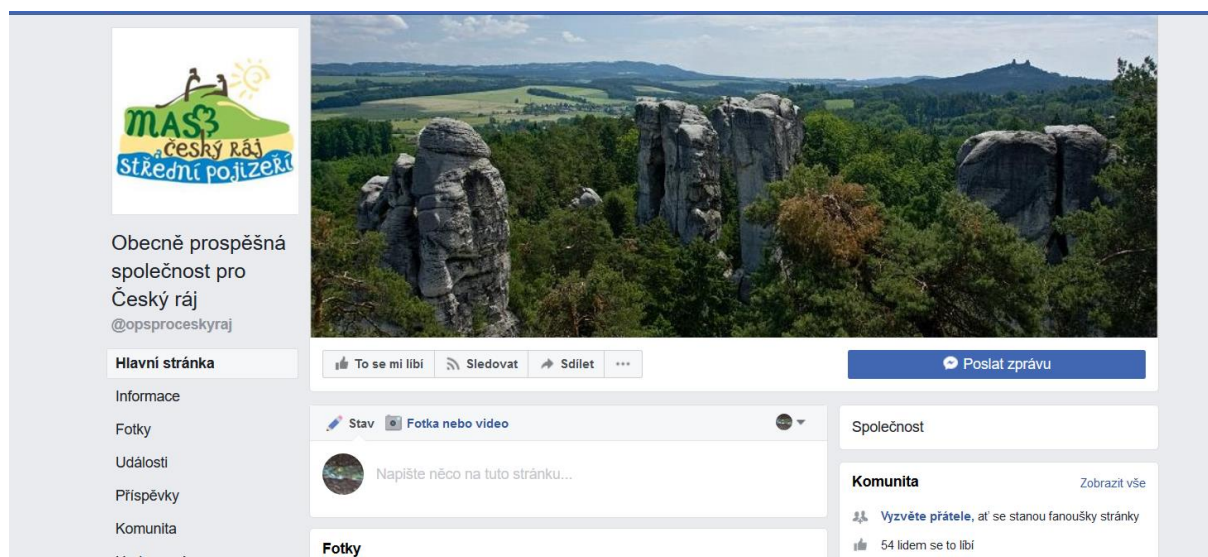 MAS
český Ráj
střední pojizeří
Obecně prospěšná
společnost pro
Český ráj
@opsproceskyraj
Hlavní stránka
Informace
Fotky
Události
Příspěvky
Komunita
To se mi líbí
Sledovat
Sdílet
Poslat zprávu
Stav
Fotka nebo video
Napište něco na tuto stránku...
Fotky
Společnost
Komunita
Zobrazit vše
Vyzvěte přátele, ať se stanou fanoušky stránky
54 lidem se to líbí